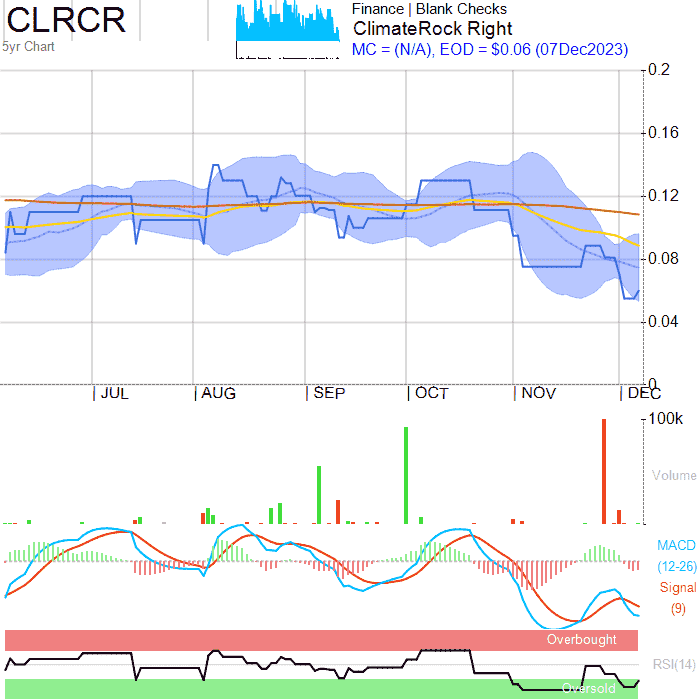 CLRCR
5yr Chart
Finance | Blank Checks
ClimateRock Right
MC = (N/A), EOD = $0.06 (07Dec2023)
0.2
0.16
0.12
0.08
0.04
0
JUL AUG SEP OCT NOV DEC
100k
Volume
MACD
(12-26)
Signal
(9)
Overbought
RSI(14)
Oversold